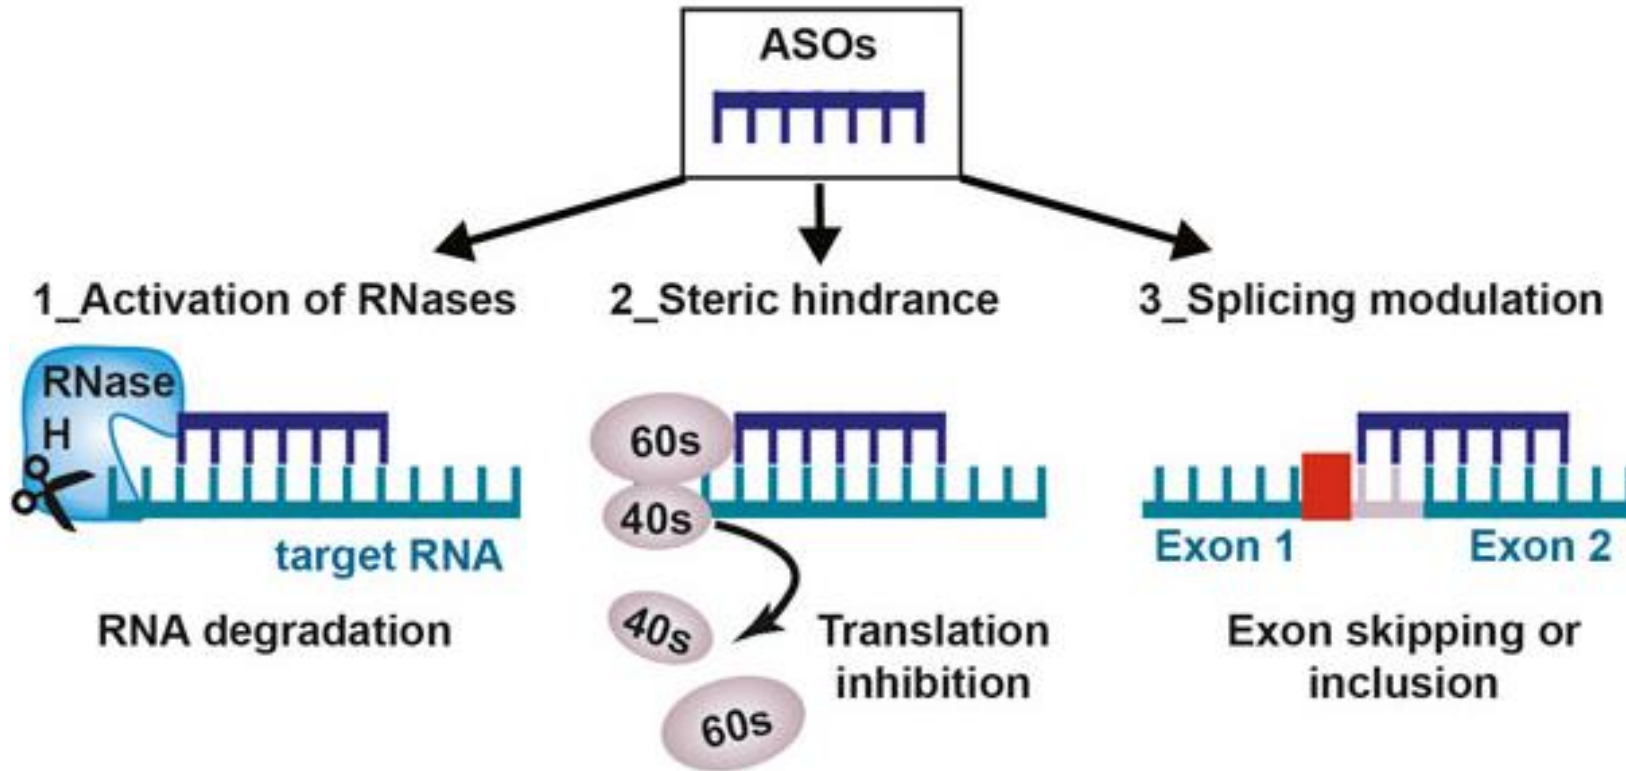 ASOs
1_Activation of RNases
2_Steric hindrance
3_Splicing modulation
RNase
H
target RNA
RNA degradation
60s
40s
40s
60s
Translation
inhibition
Exon 1
Exon 2
Exon skipping or
inclusion